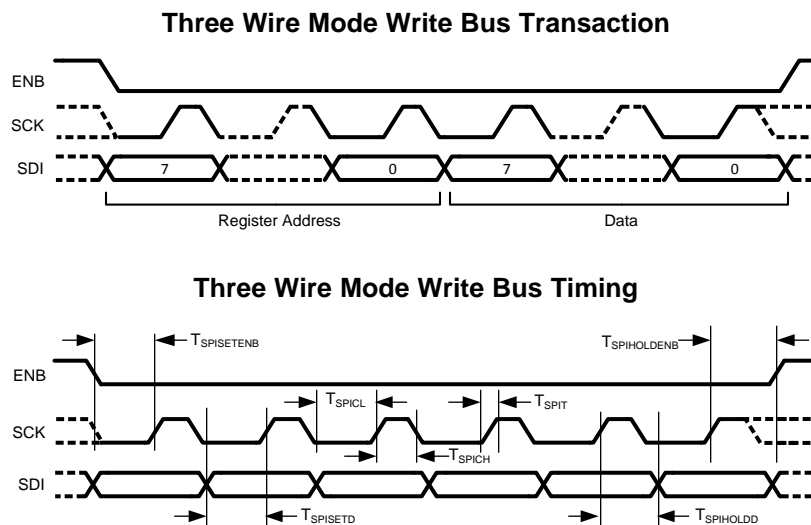 Three Wire Mode Write Bus Transaction
ENB
SCK
SDI
7 0 7 0
Register Address Data
Three Wire Mode Write Bus Timing
TSPISETENB TSPIHOLDENB
ENB
TSPICL TSPIT
SCK
TSPICH
SDI
TSPISETD TSPIHOLDD